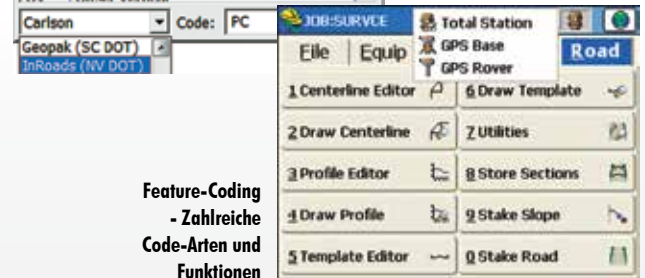 Carlson Code: PC
Geopak (SC DOT)
InRoads (NV DOT)
JOB:SURVCE
Total Station
GPS Base
GPS Rover
File Equip Road
1 Centerline Editor 6 Draw Template
2 Draw Centerline 7 Utilities
3 Profile Editor 8 Store Sections
4 Draw Profile 9 Stake Slope
5 Template Editor 0 Stake Road
Feature-Coding
- Zahlreiche
Code-Arten und
Funktionen